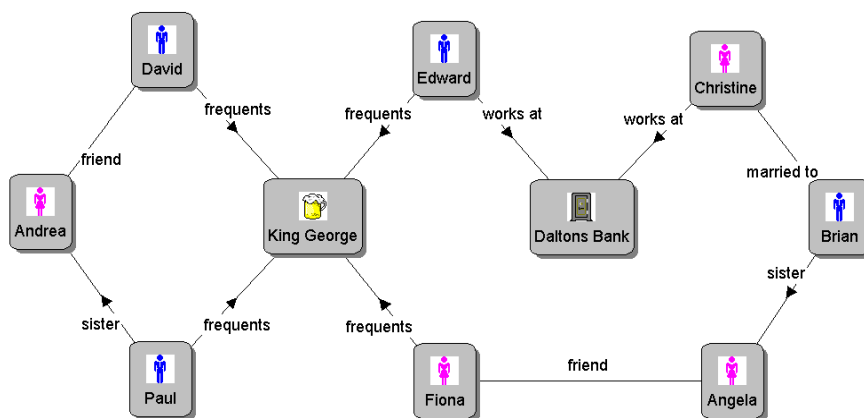 David
Edward
Christine
frequents
frequents
works at
works at
friend
married to
Andrea
King George
Daltons Bank
Brian
sister
sister
frequents
frequents
friend
Paul
Fiona
Angela